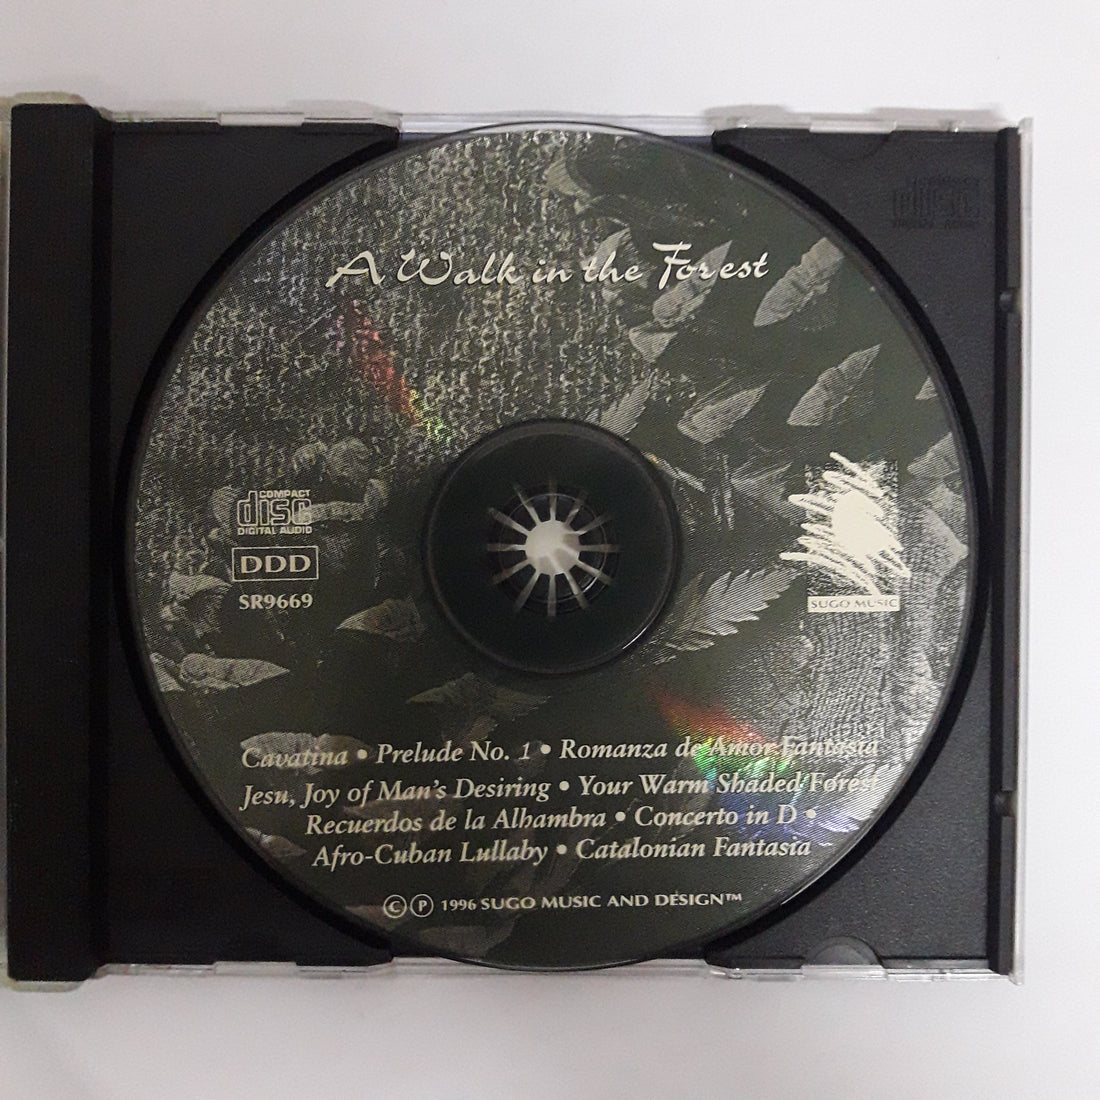 A Walk in the Forest
COMPACT
disc
DIGITAL AUDIO
DDD
SR9669
SUGO MUSIC
Cavatina • Prelude No. 1 • Romanza de Amor Fantasia
Jesu, Joy of Man's Desiring • Your Warm Shaded Forest
Recuerdos de la Alhambra • Concerto in D •
Afro-Cuban Lullaby • Catalonian Fantasia
© ℗ 1996 SUGO MUSIC AND DESIGN™